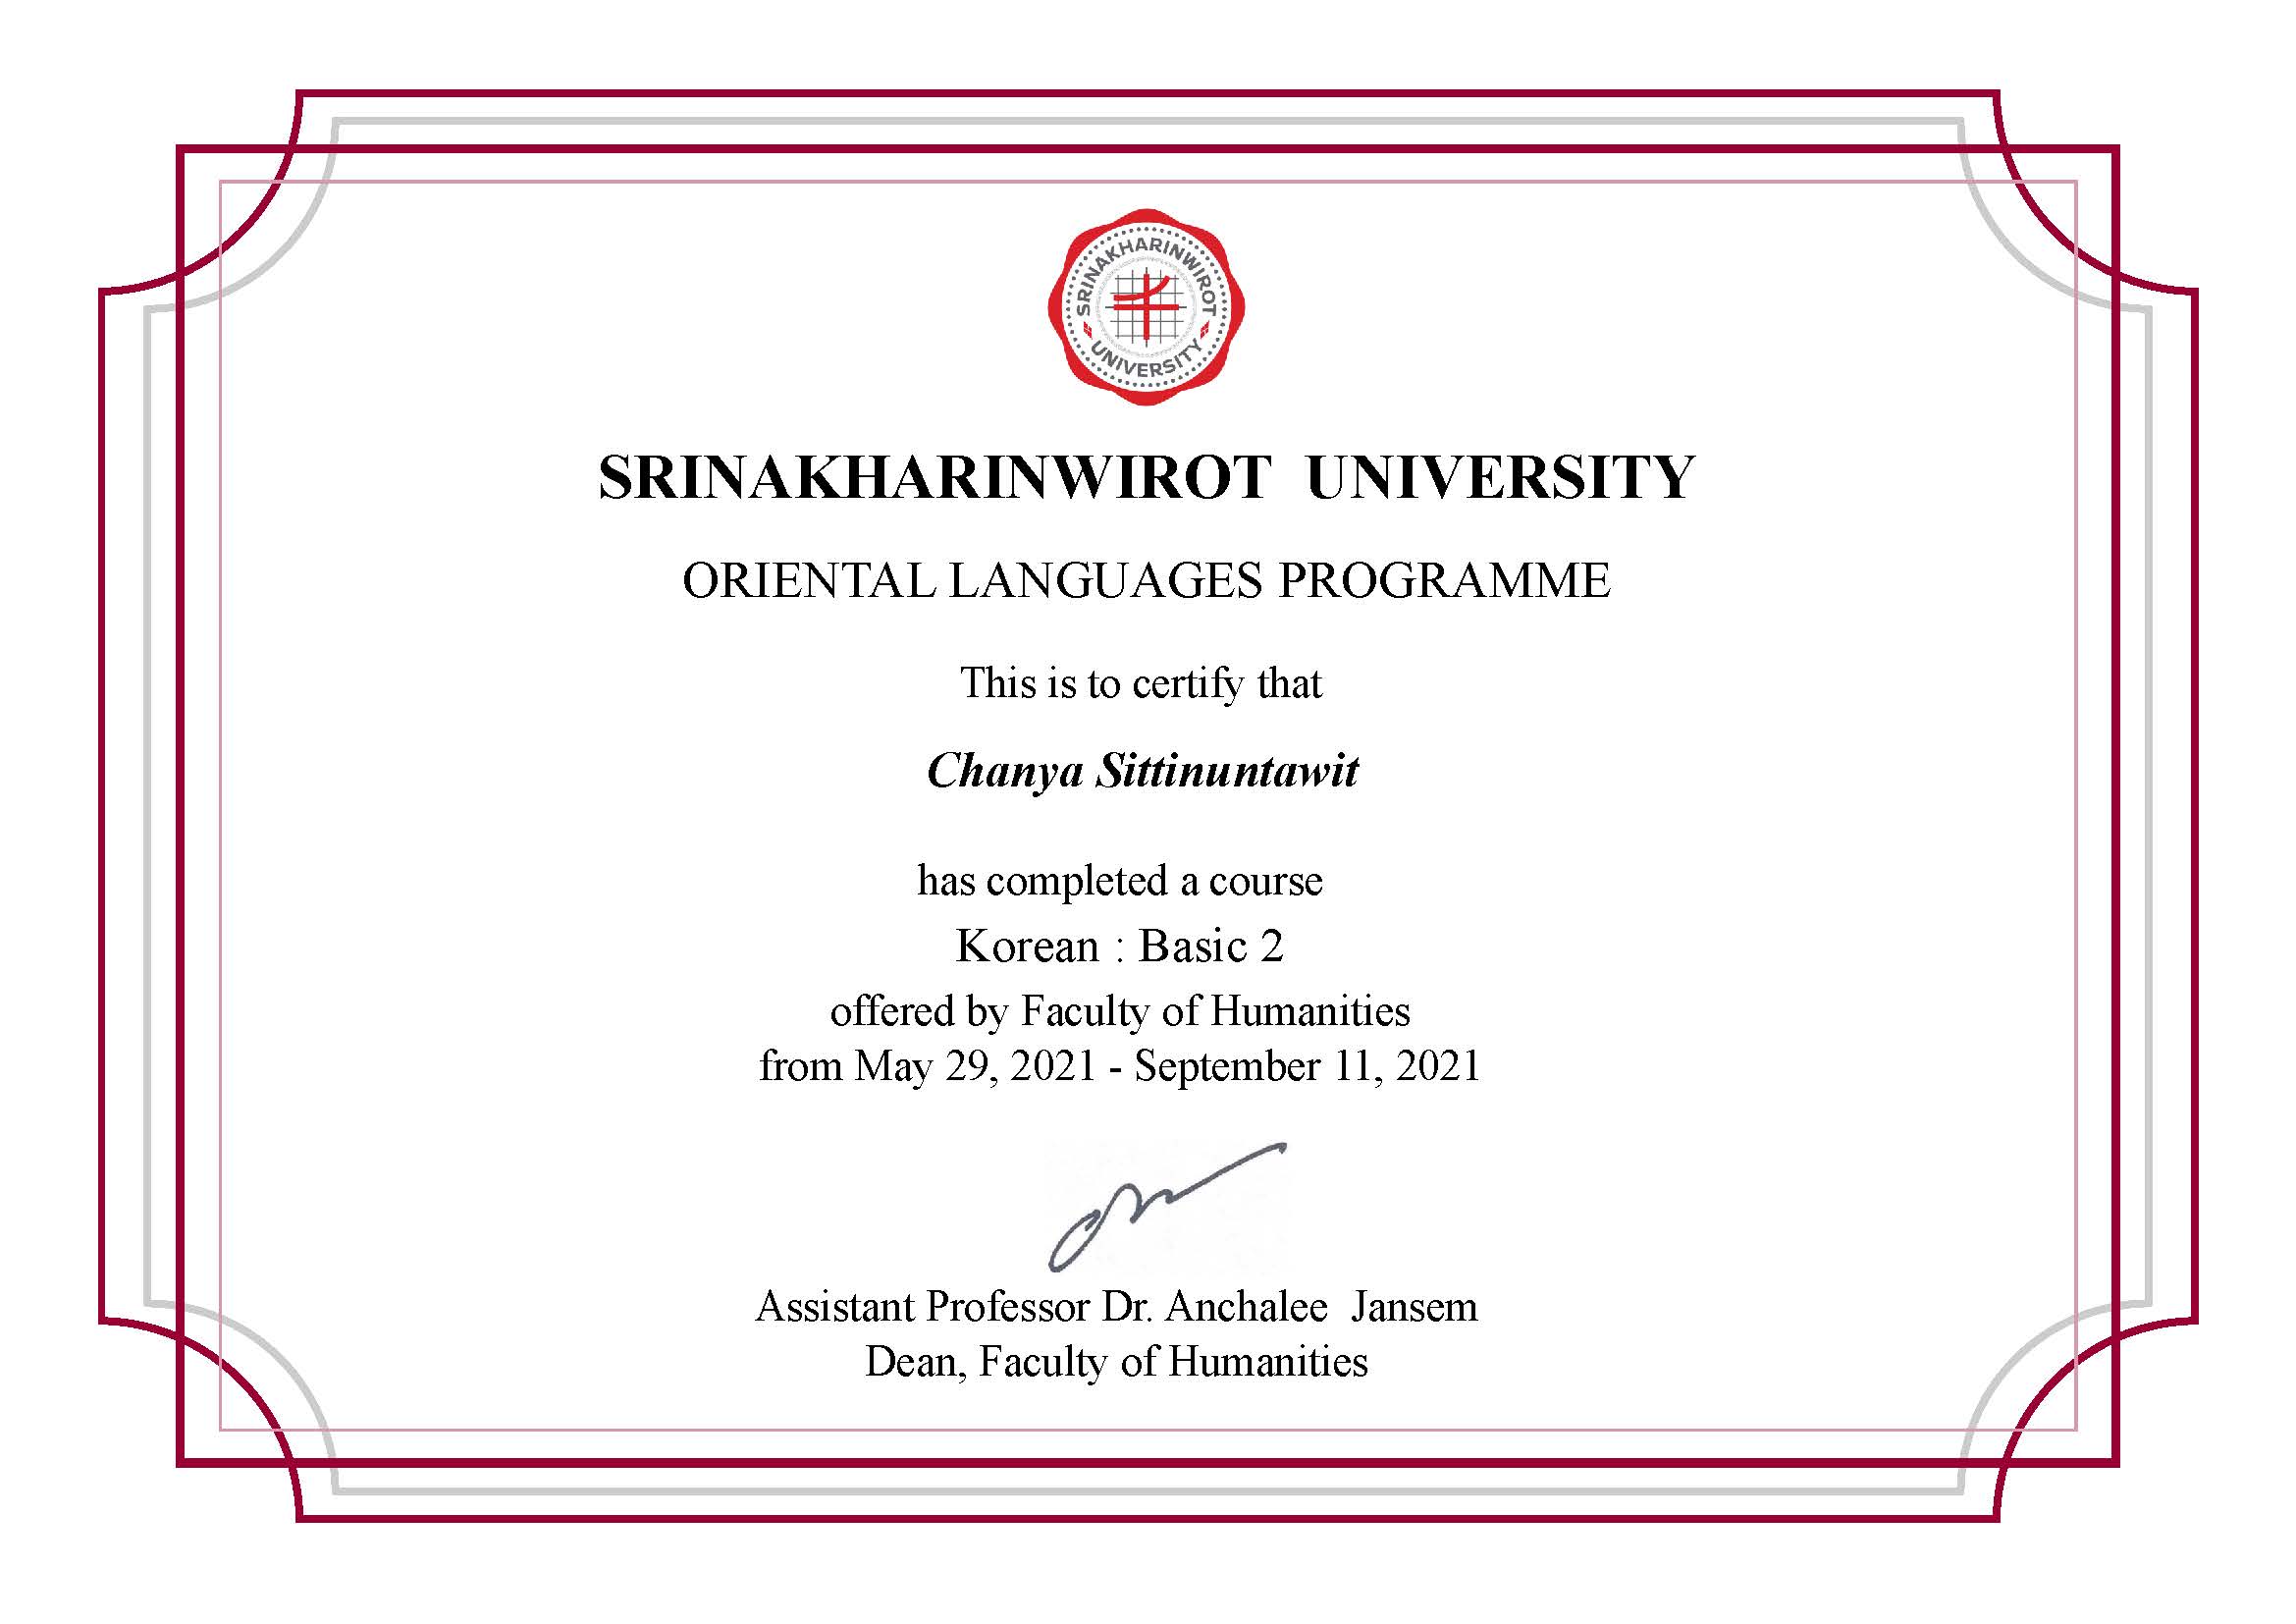 SRINAKHARINWIROT
UNIVERSITY
SRINAKHARINWIROT UNIVERSITY
ORIENTAL LANGUAGES PROGRAMME
This is to certify that
Chanya Sittinuntawit
has completed a course
Korean : Basic 2
offered by Faculty of Humanities
from May 29, 2021 - September 11, 2021
Assistant Professor Dr. Anchalee Jansem
Dean, Faculty of Humanities